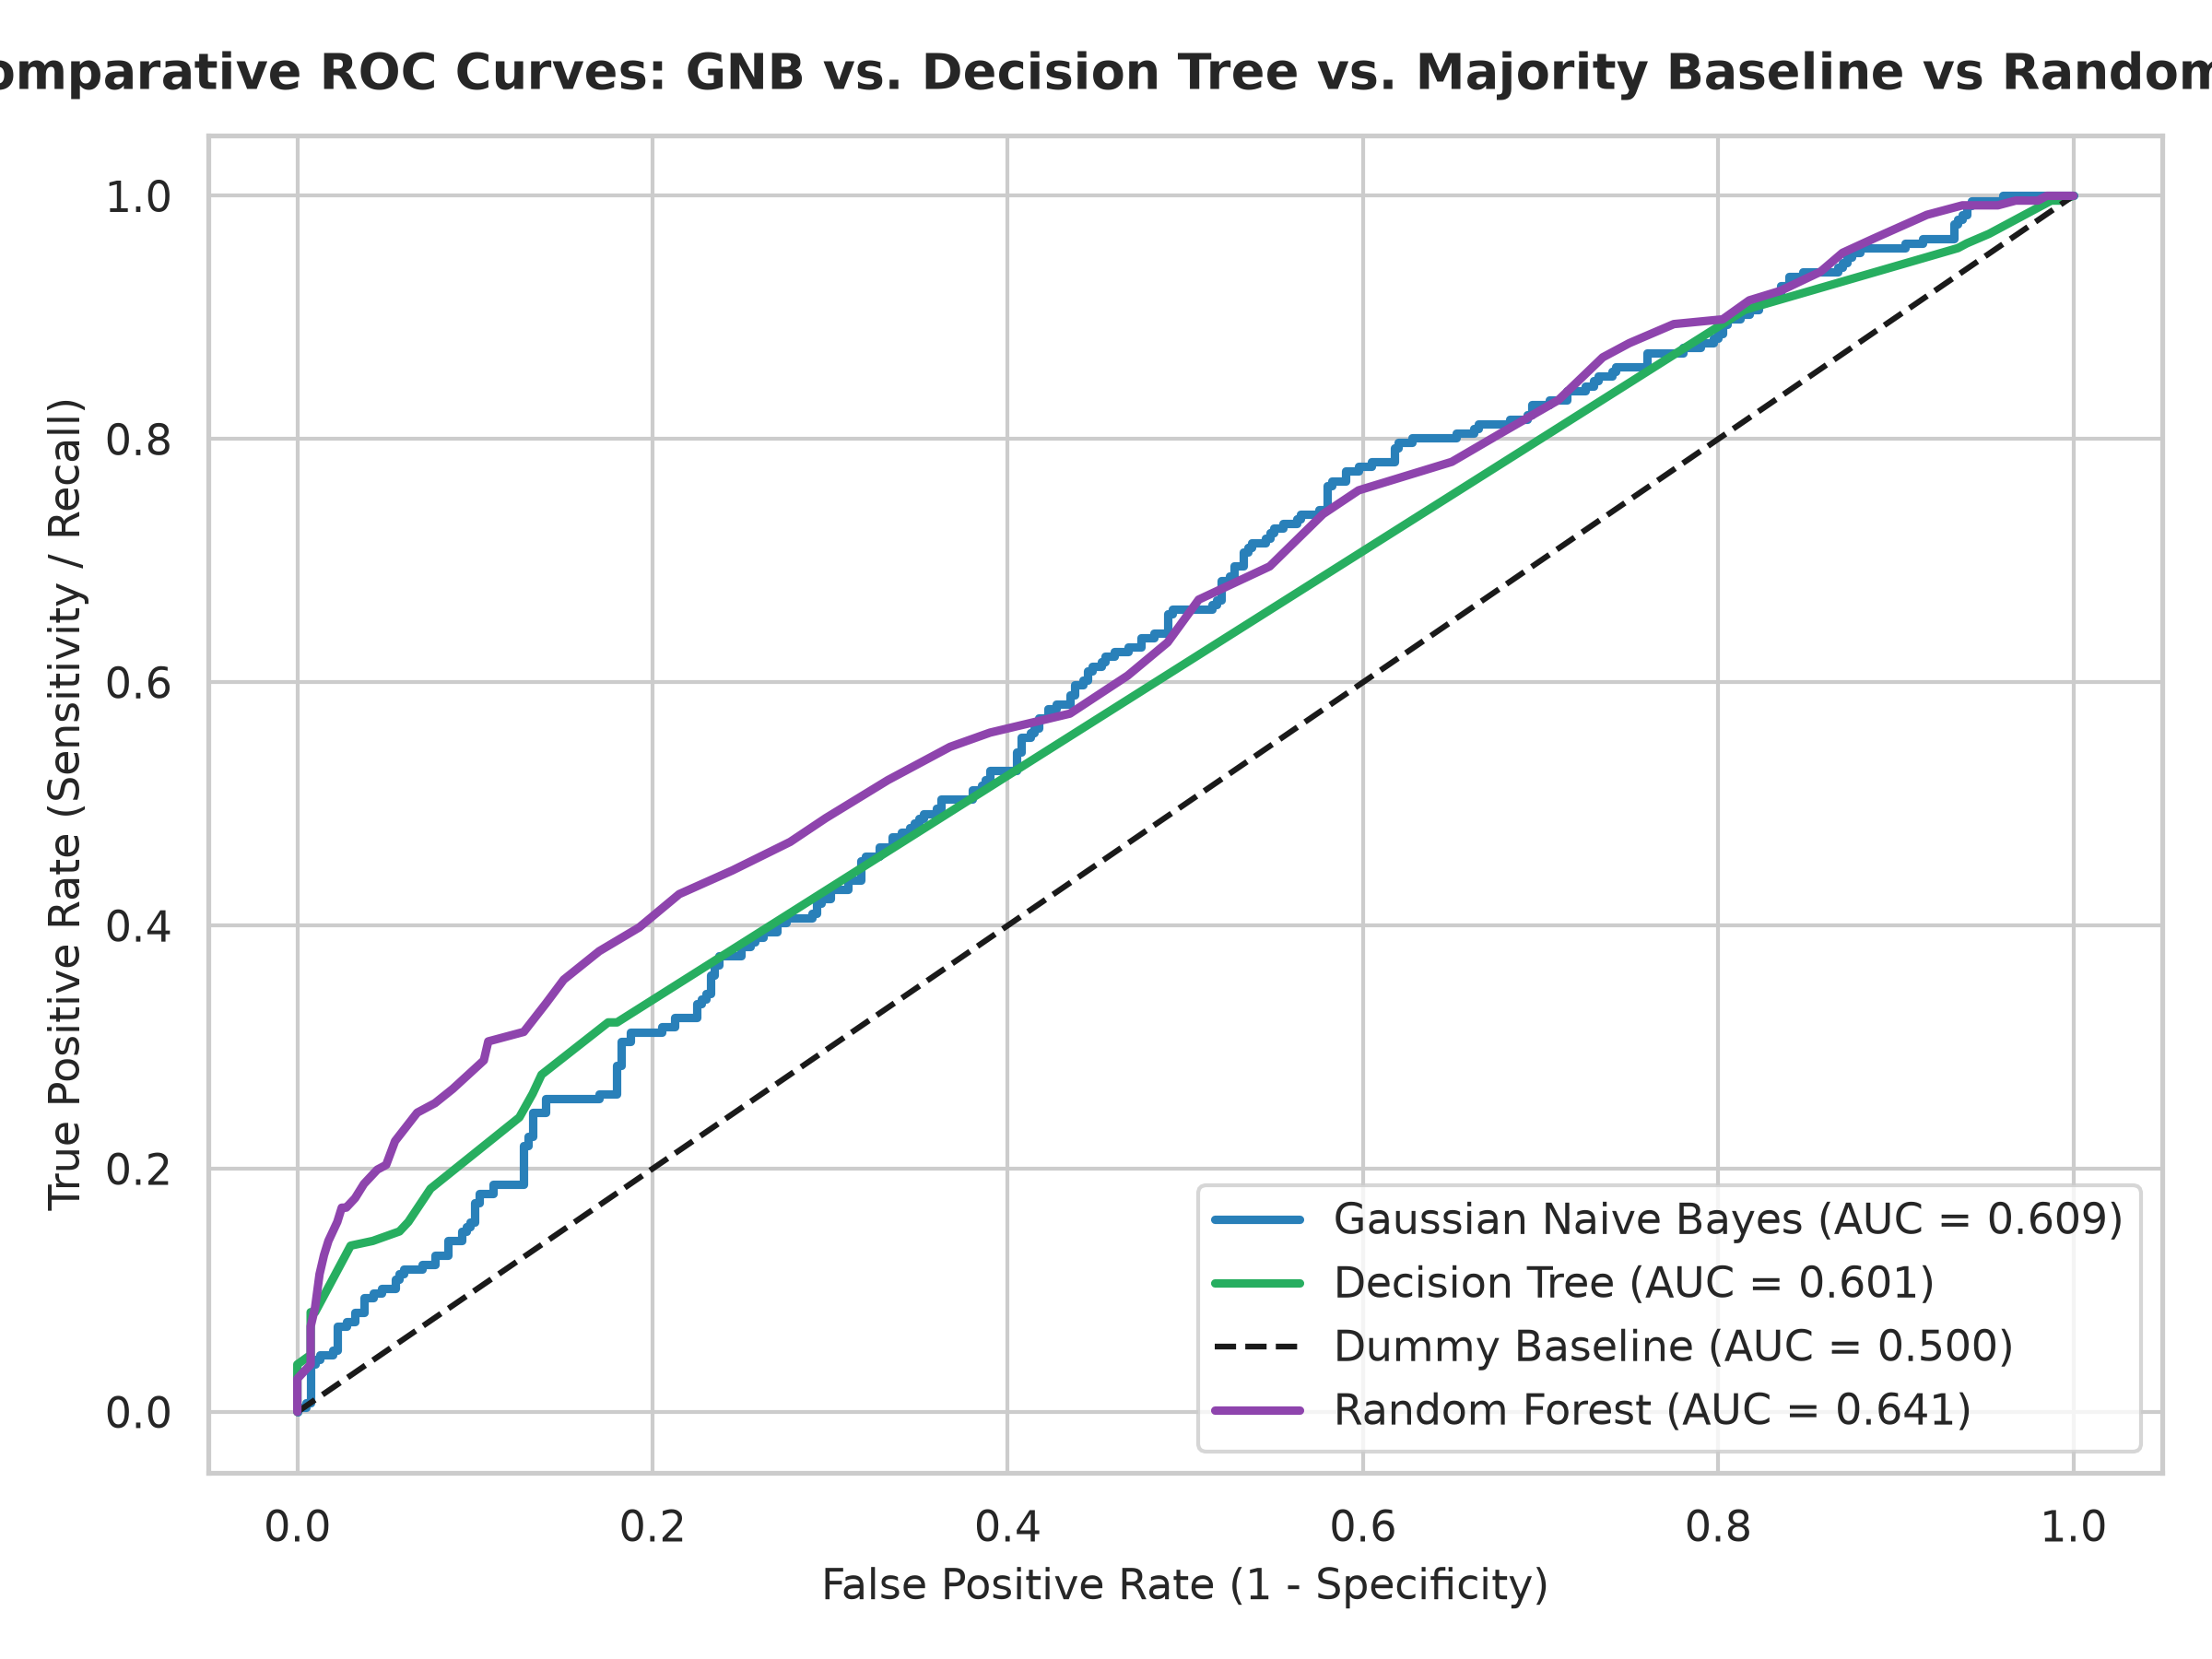 omparative ROC Curves: GNB vs. Decision Tree vs. Majority Baseline vs Random
1.0
0.8
0.6
0.4
0.2
0.0
True Positive Rate (Sensitivity / Recall)
Gaussian Naive Bayes (AUC = 0.609)
Decision Tree (AUC = 0.601)
Dummy Baseline (AUC = 0.500)
Random Forest (AUC = 0.641)
0.0 0.2 0.4 0.6 0.8 1.0
False Positive Rate (1 - Specificity)